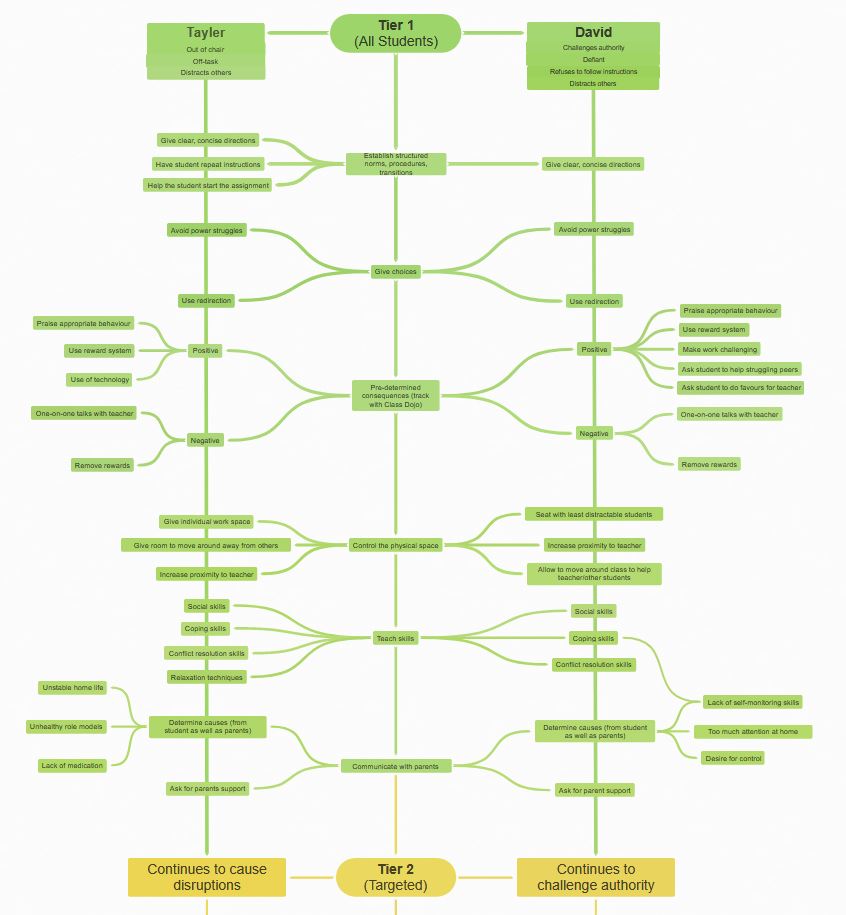 Tayler
Out of chair
Off-task
Distracts others
Tier 1
(All Students)
David
Challenges authority
Defiant
Refuses to follow instructions
Distracts others
Give clear, concise directions
Have student repeat instructions
Help the student start the assignment
Establish structured
norms, procedures,
transitions
Give clear, concise directions
Avoid power struggles
Use redirection
Give choices
Avoid power struggles
Use redirection
Praise appropriate behaviour
Use reward system
Use of technology
Positive
One-on-one talks with teacher
Remove rewards
Negative
Pre-determined
consequences (track
with Class Dojo)
Positive
Praise appropriate behaviour
Use reward system
Make work challenging
Ask student to help struggling peers
Ask student to do favours for teacher
Negative
One-on-one talks with teacher
Remove rewards
Give individual work space
Give room to move around away from others
Increase proximity to teacher
Control the physical space
Seat with least distractable students
Increase proximity to teacher
Allow to move around class to help
teacher/other students
Social skills
Coping skills
Conflict resolution skills
Relaxation techniques
Teach skills
Social skills
Coping skills
Conflict resolution skills
Unstable home life
Unhealthy role models
Lack of medication
Determine causes (from
student as well as parents)
Ask for parents support
Communicate with parents
Determine causes (from student
as well as parents)
Lack of self-monitoring skills
Too much attention at home
Desire for control
Ask for parent support
Continues to cause
disruptions
Tier 2
(Targeted)
Continues to
challenge authority